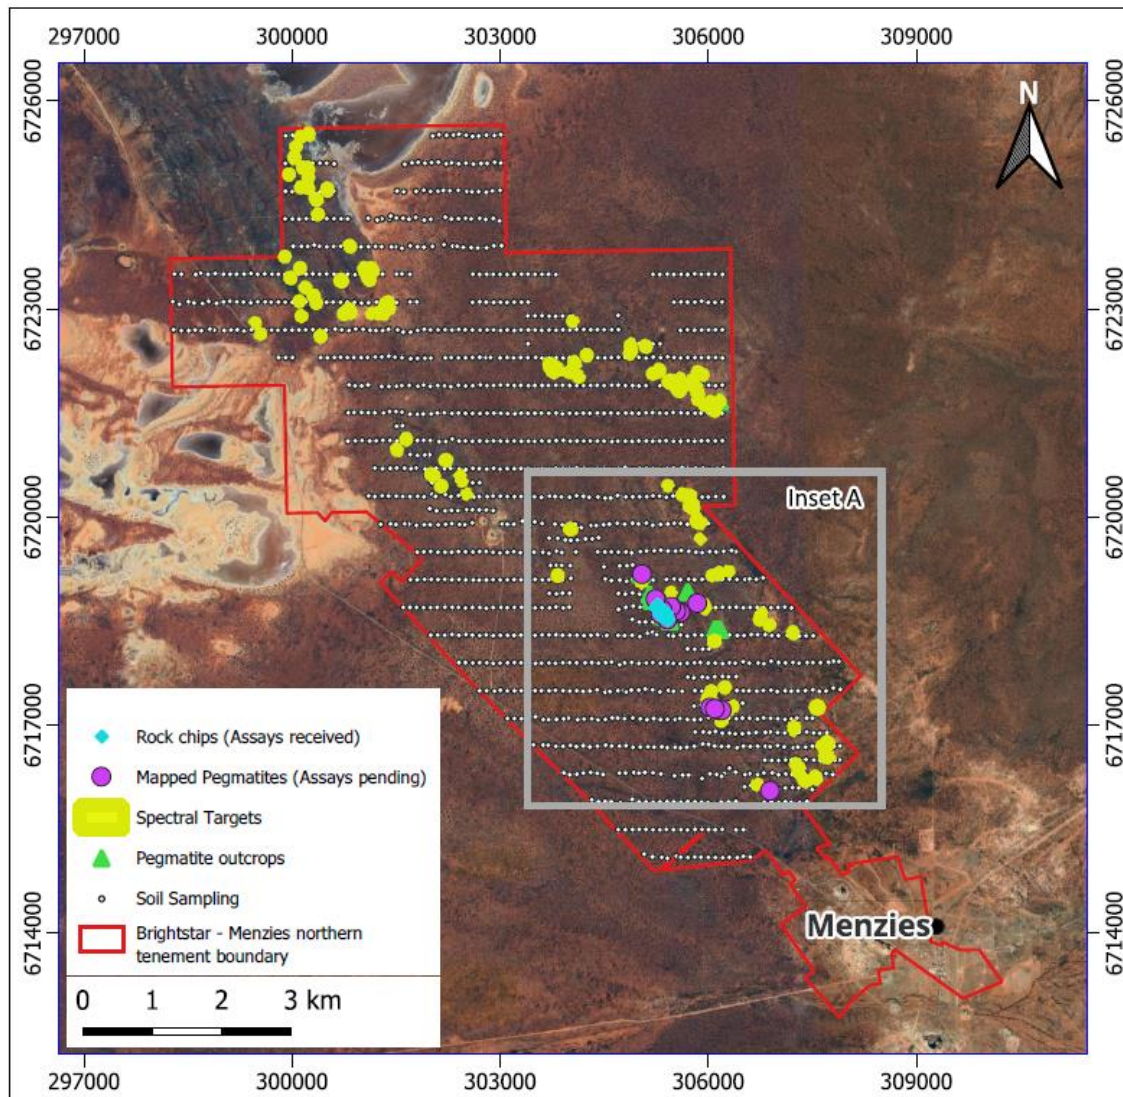 297000 300000 303000 306000 309000
6726000 6726000
N
6723000 6723000
Inset A
6720000 6720000
6717000 6717000
Rock chips (Assays received)
Mapped Pegmatites (Assays pending)
Spectral Targets
Pegmatite outcrops
Soil Sampling
Brightstar - Menzies northern
tenement boundary
Menzies
6714000 6714000
0 1 2 3 km
297000 300000 303000 306000 309000